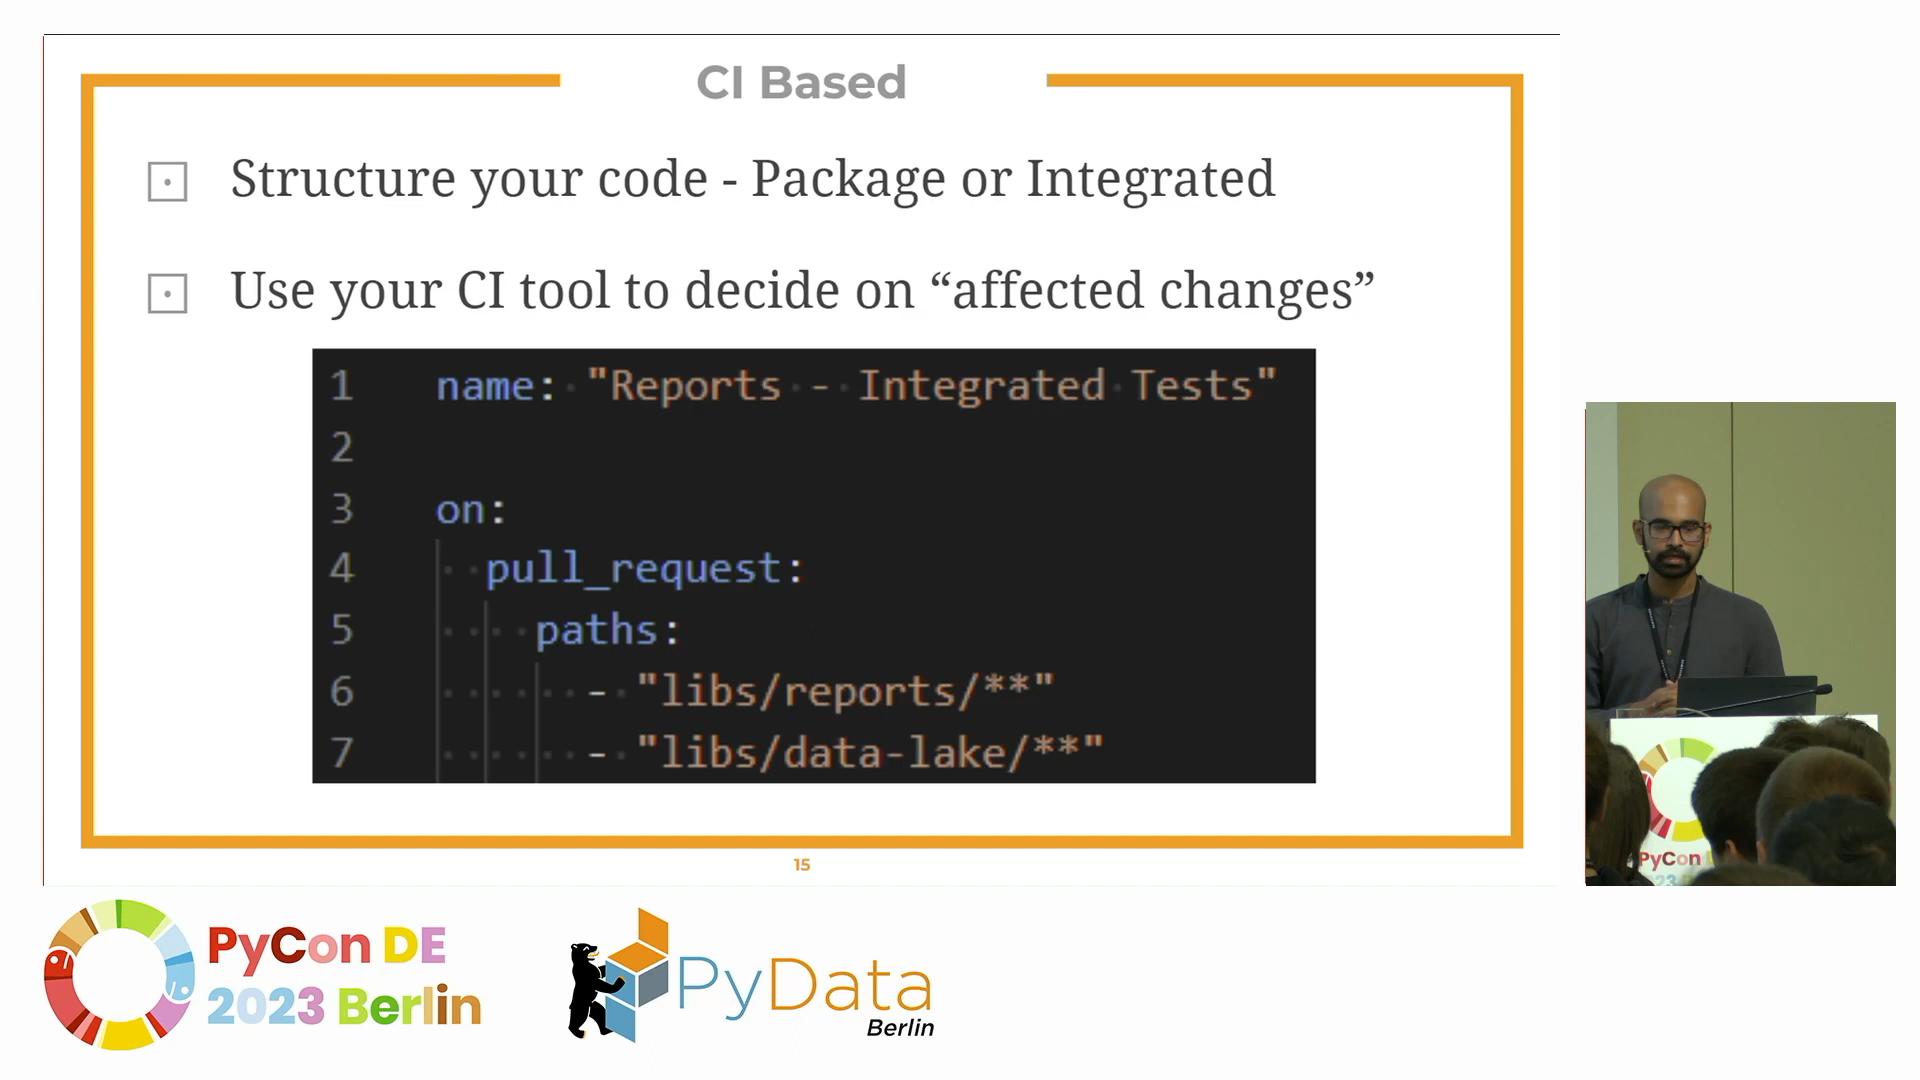 CI Based
Structure your code - Package or Integrated
Use your CI tool to decide on “affected changes”
1 name: "Reports - Integrated Tests"
2
3 on:
4 pull_request:
5 paths:
6 - "libs/reports/**"
7 - "libs/data-lake/**"
15
PyCon DE
2023 Berlin
PyData
Berlin
PyCon D
2023 B